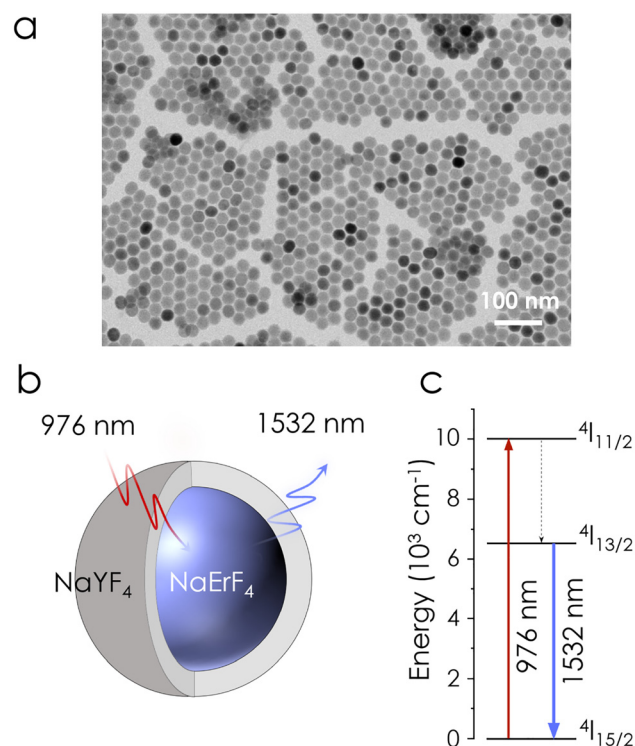 a
100 nm
b
976 nm
1532 nm
NaYF₄
NaErF₄
c
Energy (10³ cm⁻¹)
10
8
6
4
2
0
⁴I₁₁/₂
⁴I₁₃/₂
⁴I₁₅/₂
976 nm
1532 nm